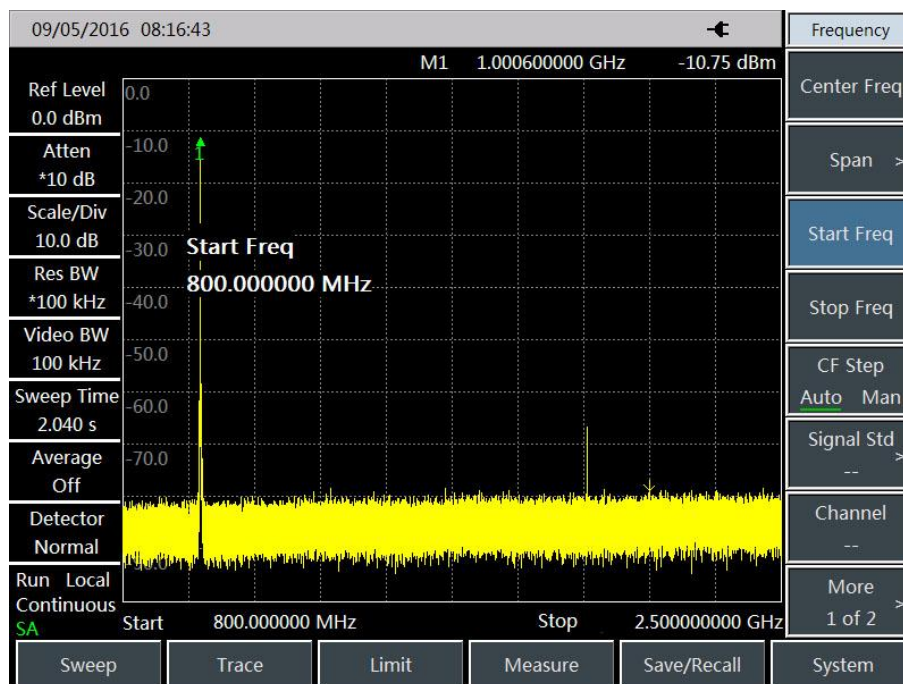 09/05/2016 08:16:43
Frequency
M1 1.000600000 GHz -10.75 dBm
Ref Level
0.0 dBm
Atten
*10 dB
Scale/Div
10.0 dB
Res BW
*100 kHz
Video BW
100 kHz
Sweep Time
2.040 s
Average
Off
Detector
Normal
Run Local
Continuous
SA
0.0
-10.0
-20.0
-30.0
-40.0
-50.0
-60.0
-70.0
1
Start Freq
800.000000 MHz
Start 800.000000 MHz Stop 2.500000000 GHz
Center Freq
Span >
Start Freq
Stop Freq
CF Step
Auto Man
Signal Std >
--
Channel
--
More >
1 of 2
Sweep Trace Limit Measure Save/Recall System